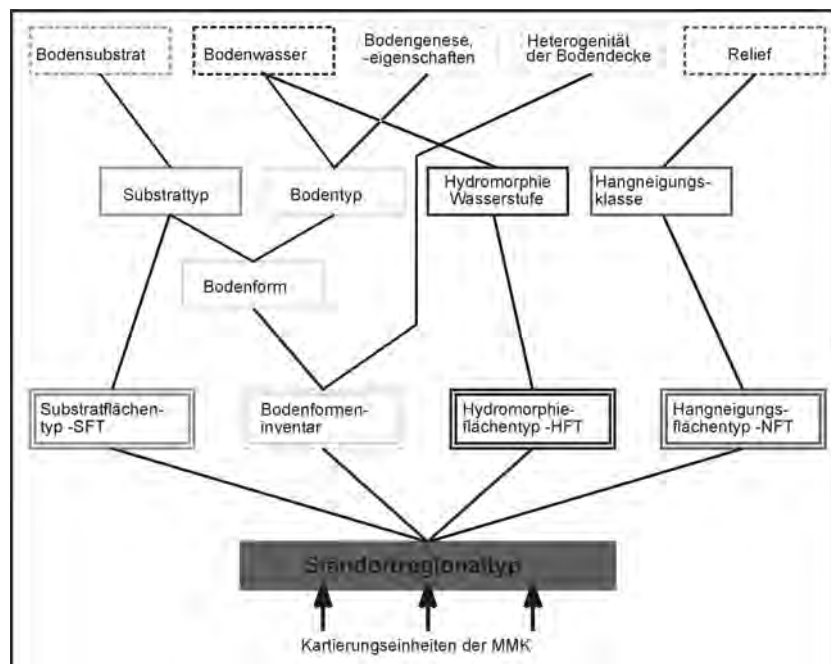 Bodensubstrat
Bodenwasser
Bodengenese,
-eigenschaften
Heterogenität
der Bodendecke
Relief
Substrattyp
Bodentyp
Hydromorphie
Wasserstufe
Hangneigungs-
klasse
Bodenform
Substratflächen-
typ -SFT
Bodenformen-
inventar
Hydromorphie-
flächentyp -HFT
Hangneigungs-
flächentyp -NFT
Standortregionaltyp
Kartierungseinheiten der MMK